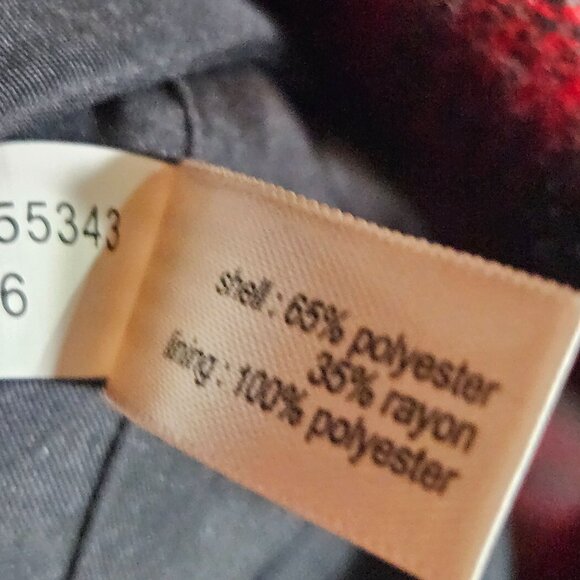 55343
6
shell : 65% polyester
35% rayon
lining : 100% polyester